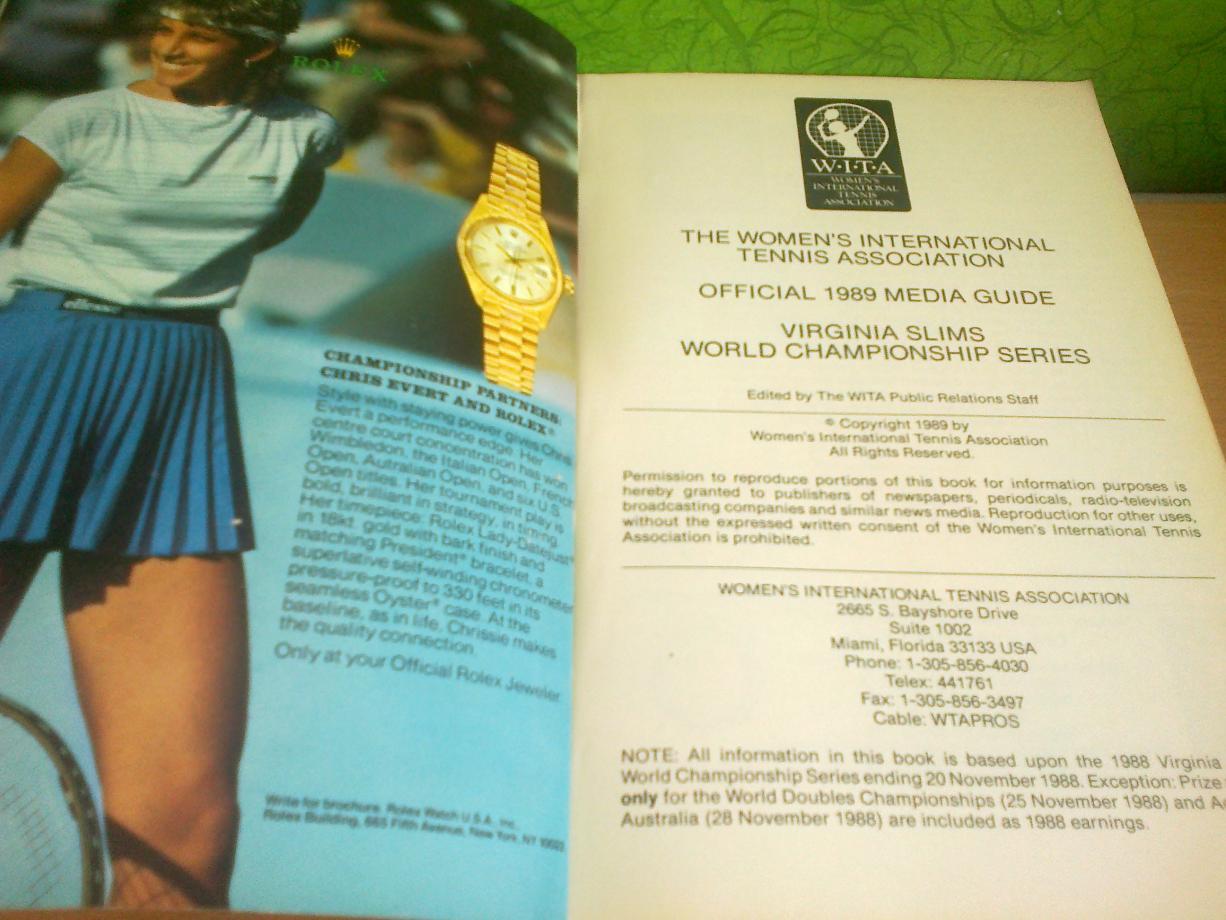 ROLEX
CHAMPIONSHIP PARTNERS:
CHRIS EVERT AND ROLEX®
Style with staying power gives Chris
Evert a performance edge. Her
centre court concentration has won
Wimbledon, the Italian Open, French
Open, Autralian Open, and six U.S.
Open titles. Her tournament play is
bold, brilliant in strategy, in timing.
Her timepiece: Rolex Lady-Datejust®
in 18kt. gold with bark finish and
matching President® bracelet, a
superlative self-winding chronometer
pressure-proof to 330 feet in its
seamless Oyster® case. At the
baseline, as in life, Chrissie makes
the quality connection.
Only at your Official Rolex Jeweler.
Write for brochure. Rolex Watch U.S.A., Inc.,
Rolex Building, 665 Fifth Avenue, New York, NY 10022.
W·I·T·A
WOMEN'S
INTERNATIONAL
TENNIS
ASSOCIATION
THE WOMEN'S INTERNATIONAL
TENNIS ASSOCIATION
OFFICIAL 1989 MEDIA GUIDE
VIRGINIA SLIMS
WORLD CHAMPIONSHIP SERIES
Edited by The WITA Public Relations Staff
© Copyright 1989 by
Women's International Tennis Association
All Rights Reserved.
Permission to reproduce portions of this book for information purposes is
hereby granted to publishers of newspapers, periodicals, radio-television
broadcasting companies and similar news media. Reproduction for other uses,
without the expressed written consent of the Women's International Tennis
Association is prohibited.
WOMEN'S INTERNATIONAL TENNIS ASSOCIATION
2665 S. Bayshore Drive
Suite 1002
Miami, Florida 33133 USA
Phone: 1-305-856-4030
Telex: 441761
Fax: 1-305-856-3497
Cable: WTAPROS
NOTE: All information in this book is based upon the 1988 Virginia
World Championship Series ending 20 November 1988. Exception: Prize
only for the World Doubles Championships (25 November 1988) and
Australia (28 November 1988) are included as 1988 earnings.